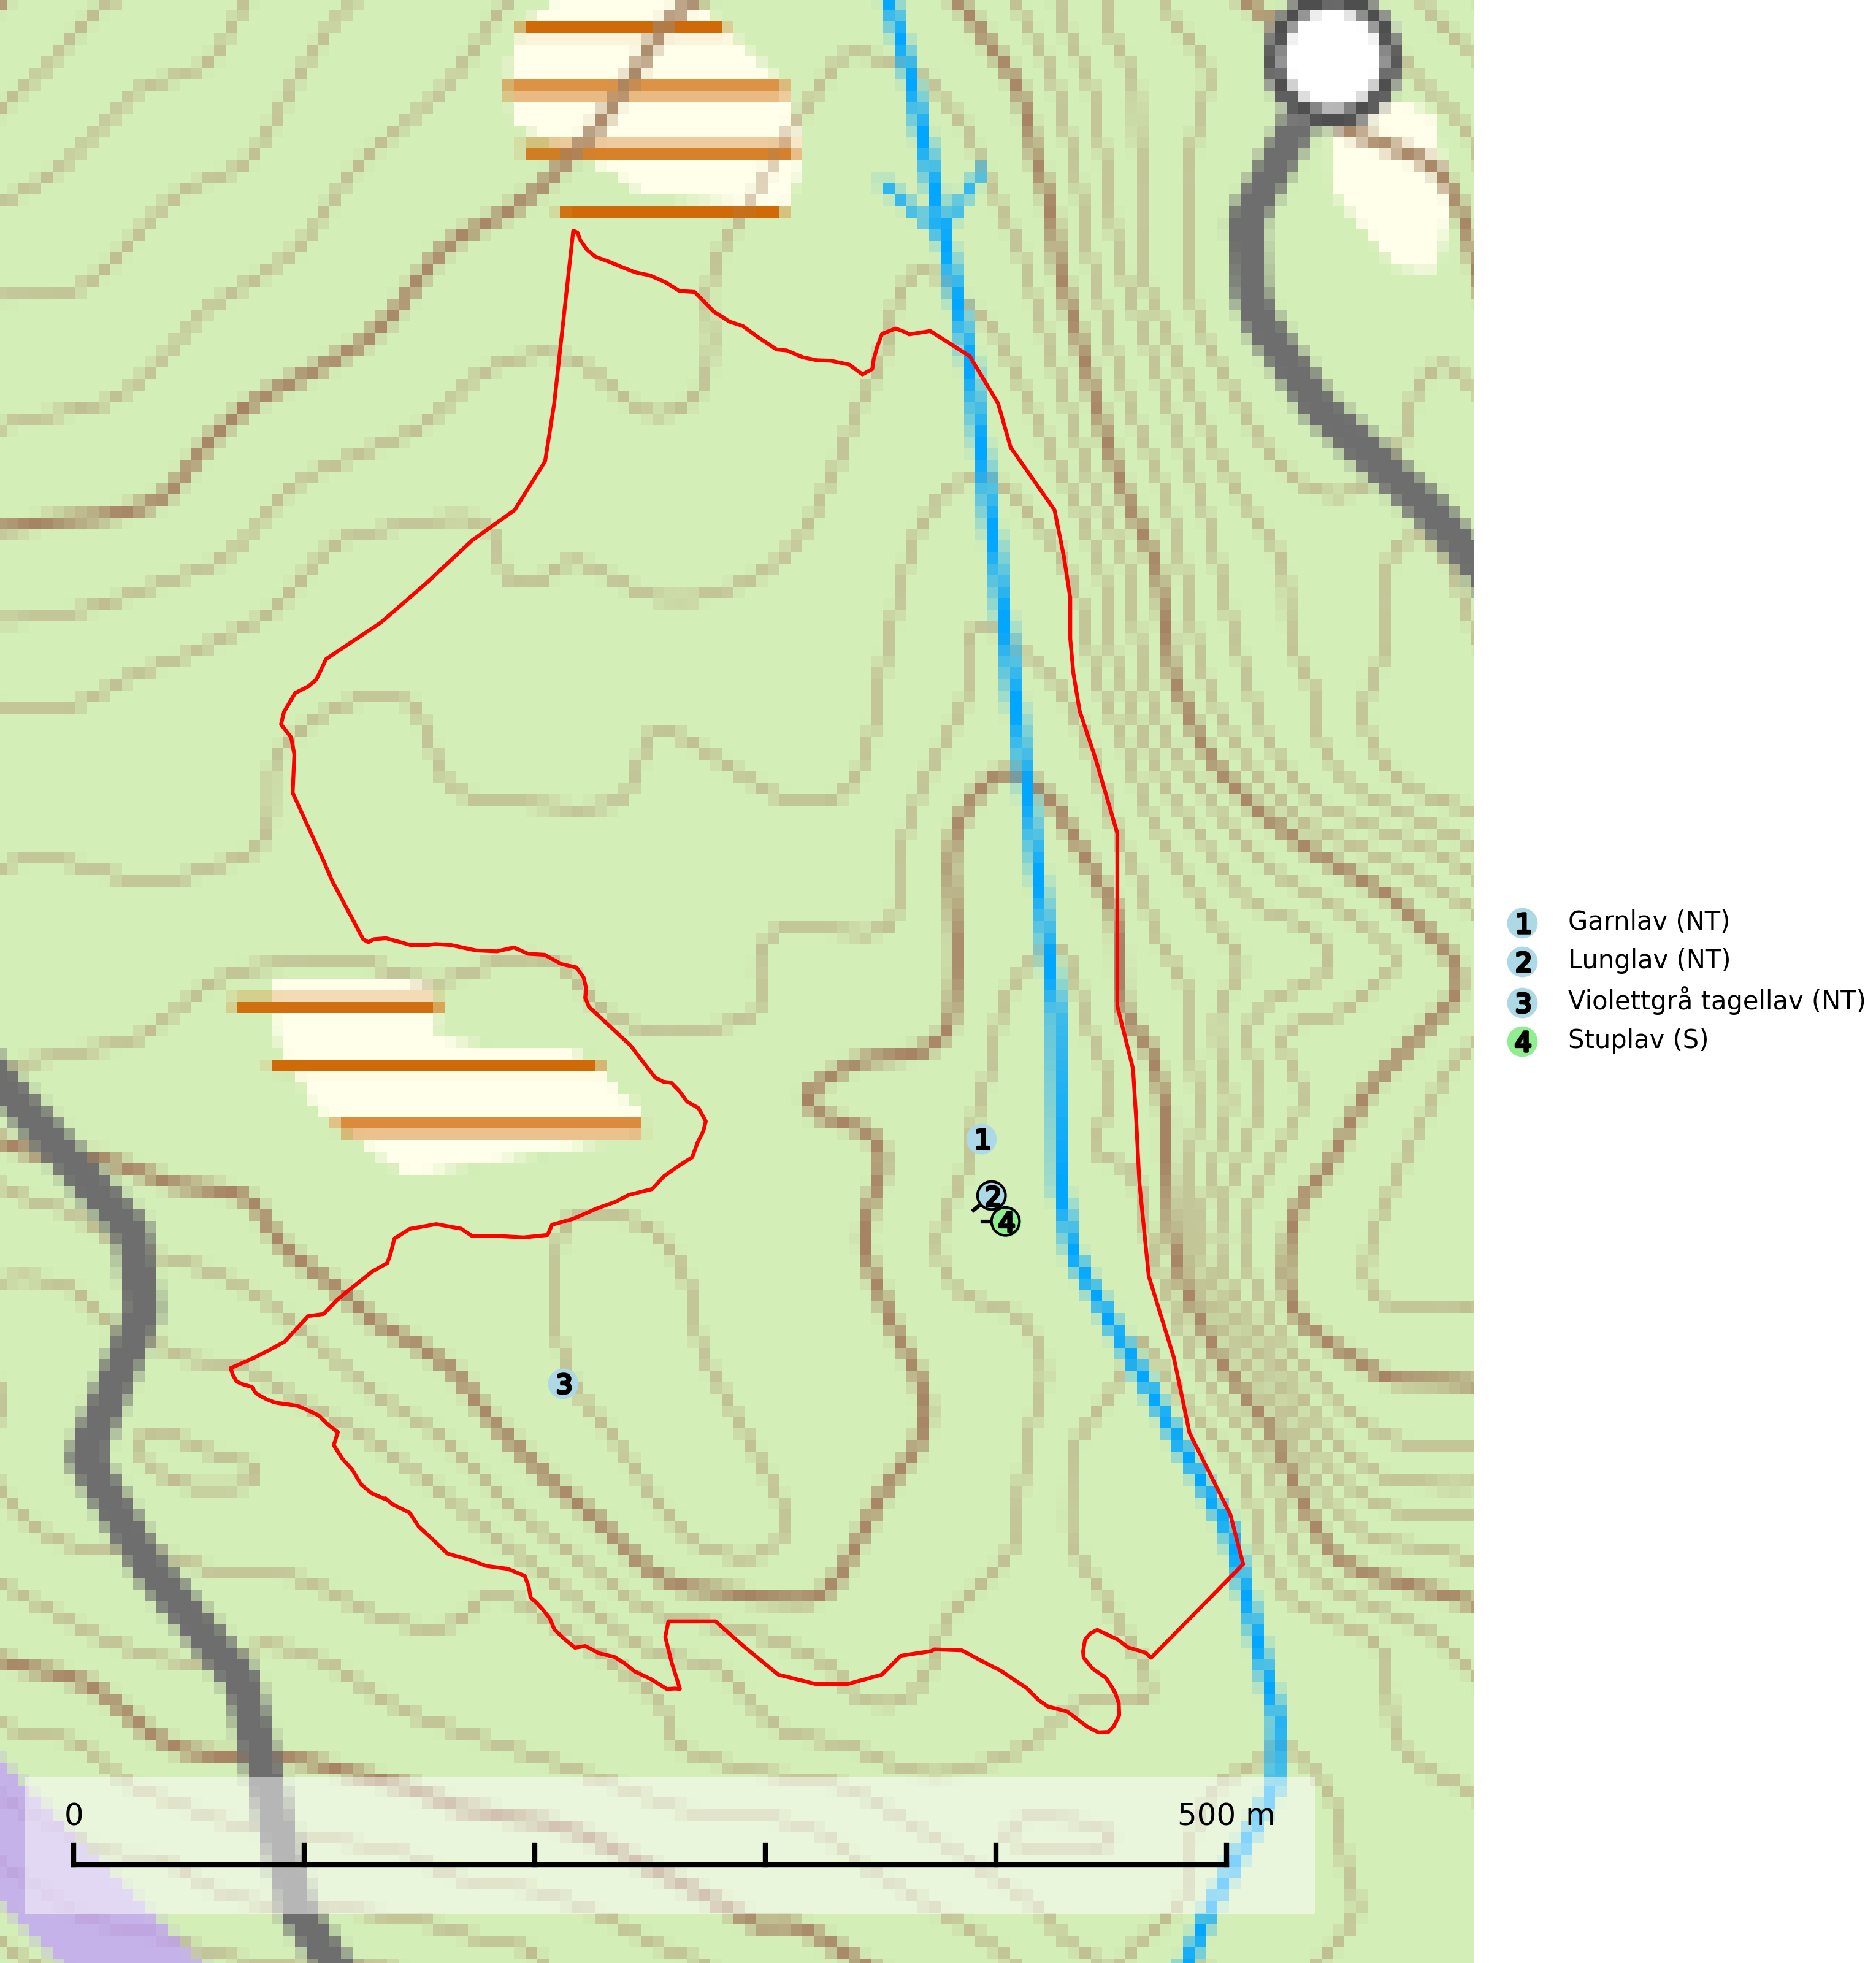 1
2
4
3
0
500 m
1 Garnlav (NT)
2 Lunglav (NT)
3 Violettgrå tagellav (NT)
4 Stuplav (S)